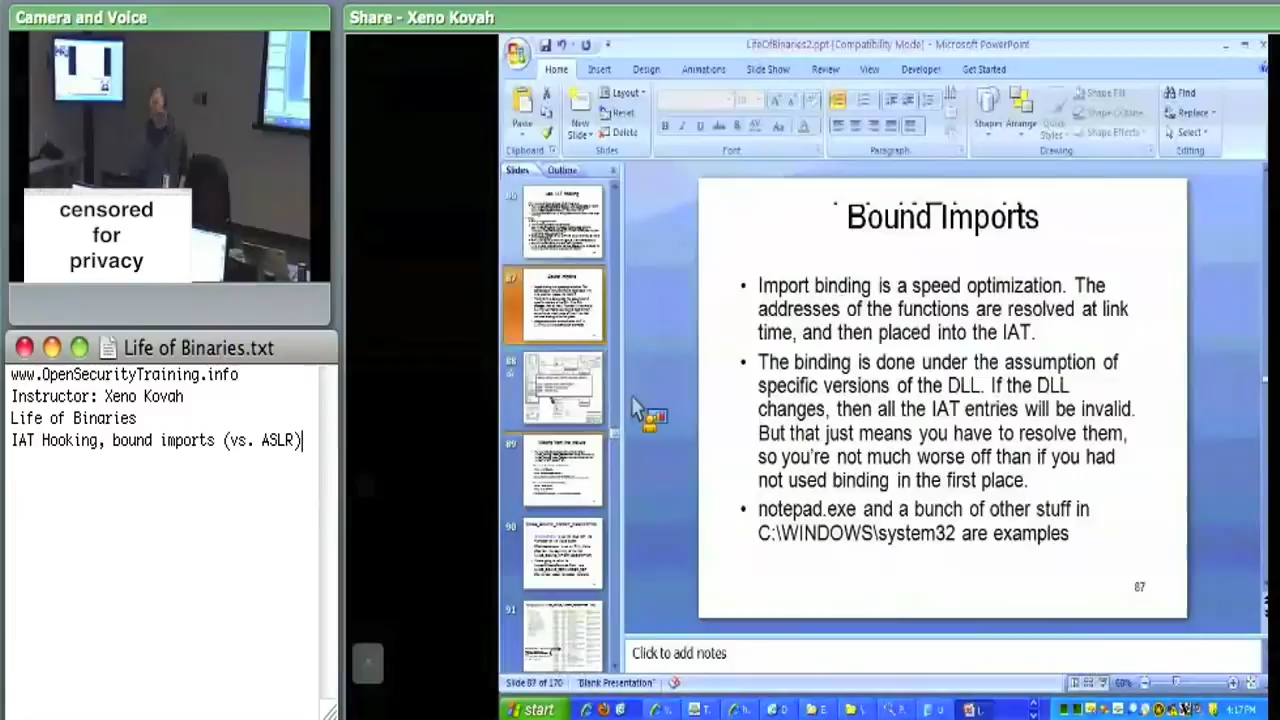 Camera and Voice
censored
for
privacy
Life of Binaries.txt
www.OpenSecurityTraining.info
Instructor: Xeno Kovah
Life of Binaries
IAT Hooking, bound imports (vs. ASLR)
Share - Xeno Kovah
LifeOfBinaries2.ppt [Compatibility Mode] - Microsoft PowerPoint
Home Insert Design Animations Slide Show Review View Developer Get Started
Paste
New
Slide
Layout
Reset
Delete
Shapes Arrange Quick
Styles
Shape Fill
Shape Outline
Shape Effects
Find
Replace
Select
Clipboard Slides Font Paragraph Drawing Editing
Slides Outline
87
88
89
90
91
Bound Imports
• Import binding is a speed optimization. The
addresses of the functions are resolved at link
time, and then placed into the IAT.
• The binding is done under the assumption of
specific versions of the DLL. If the DLL
changes, then all the IAT entries will be invalid.
But that just means you have to resolve them,
so you're not much worse off than if you had
not used binding in the first place.
• notepad.exe and a bunch of other stuff in
C:\WINDOWS\system32 are examples
87
Click to add notes
Slide 87 of 170 "Blank Presentation" 68%
start
4:17 PM